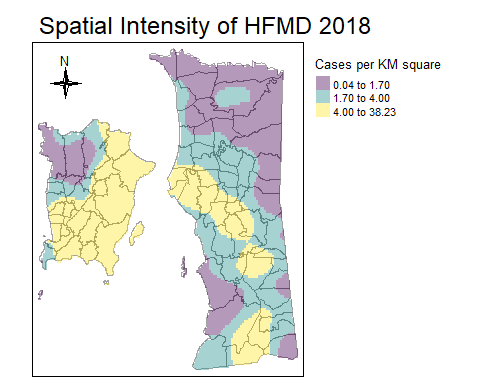 Spatial Intensity of HFMD 2018
N
Cases per KM square
0.04 to 1.70
1.70 to 4.00
4.00 to 38.23